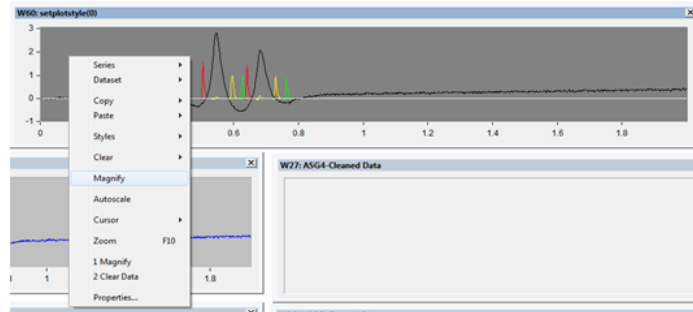 W60: setplotstyle(0)
3
2
1
0
-1
0
0.6
0.8
1
1.2
1.4
1.6
1.8
Series
Dataset
Copy
Paste
Styles
Clear
Magnify
Autoscale
Cursor
Zoom F10
1 Magnify
2 Clear Data
Properties...
W27: ASG4-Cleaned Data
1
1.8